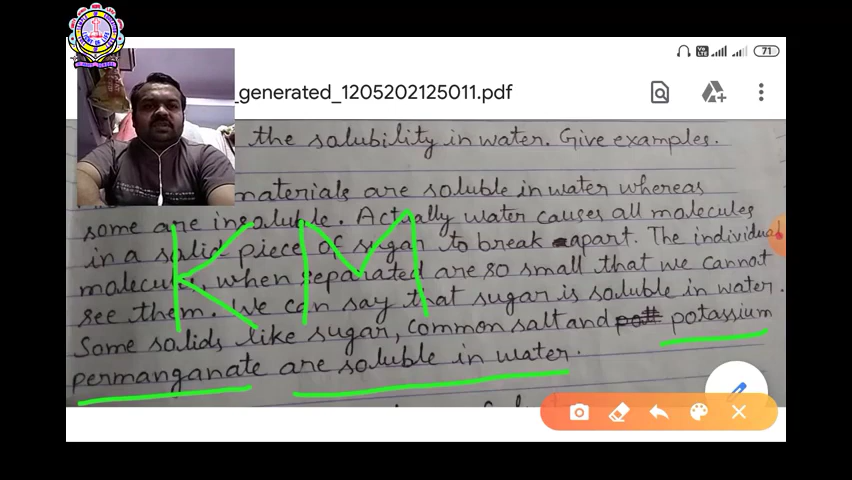 71
_generated_1205202125011.pdf
the solubility in water. Give examples.
materials are soluble in water whereas
some are insoluble. Actually water causes all molecules
in a solid piece of sugar to break apart. The individual
molecules, when separated are so small that we cannot
see them. We can say that sugar is soluble in water.
Some solids like sugar, common salt and potassium
permanganate are soluble in water.
KM